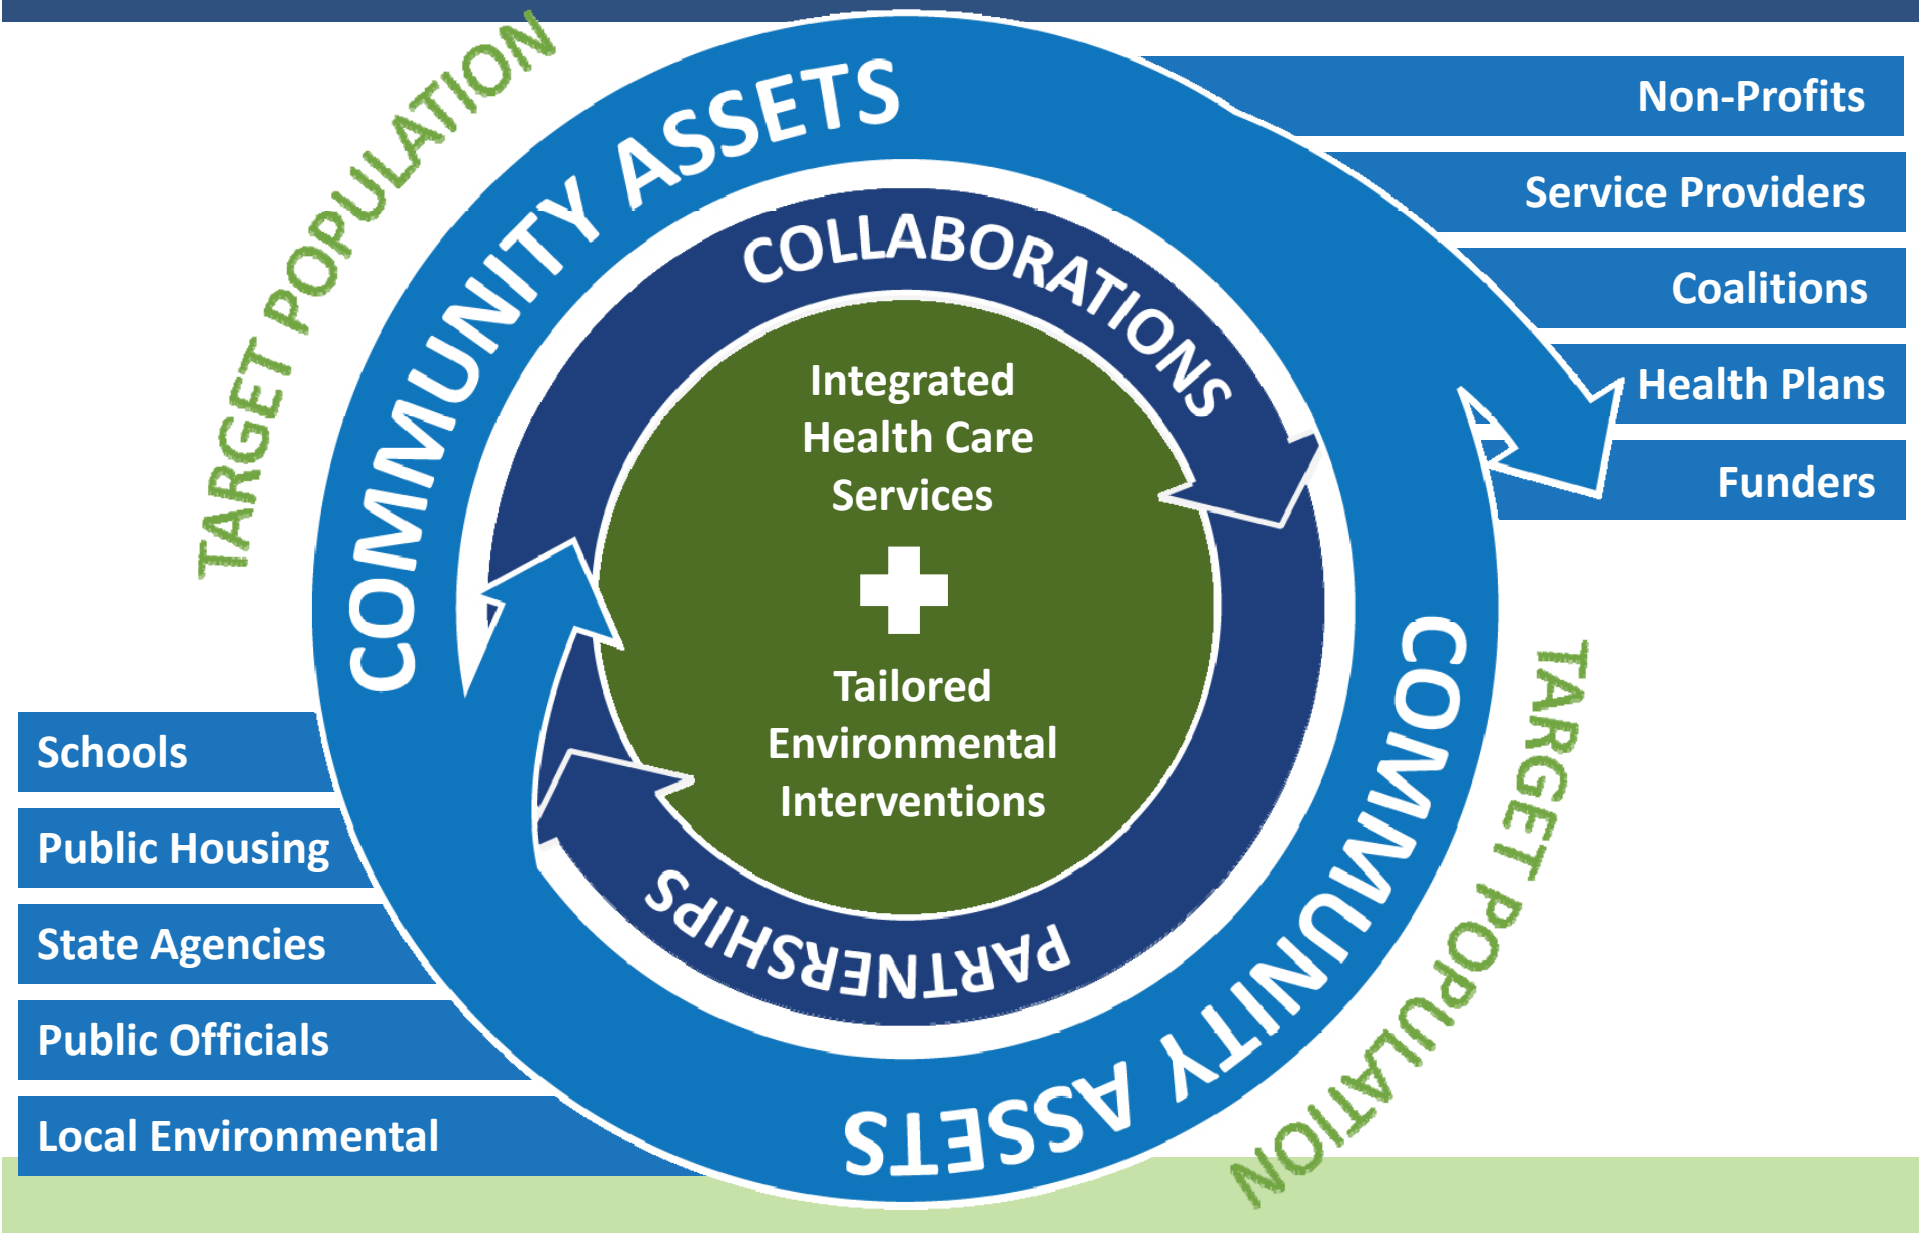 TARGET POPULATION
COMMUNITY ASSETS
COLLABORATIONS
Integrated
Health Care
Services
Tailored
Environmental
Interventions
PARTNERSHIPS
COMMUNITY ASSETS
TARGET POPULATION
Non-Profits
Service Providers
Coalitions
Health Plans
Funders
Schools
Public Housing
State Agencies
Public Officials
Local Environmental